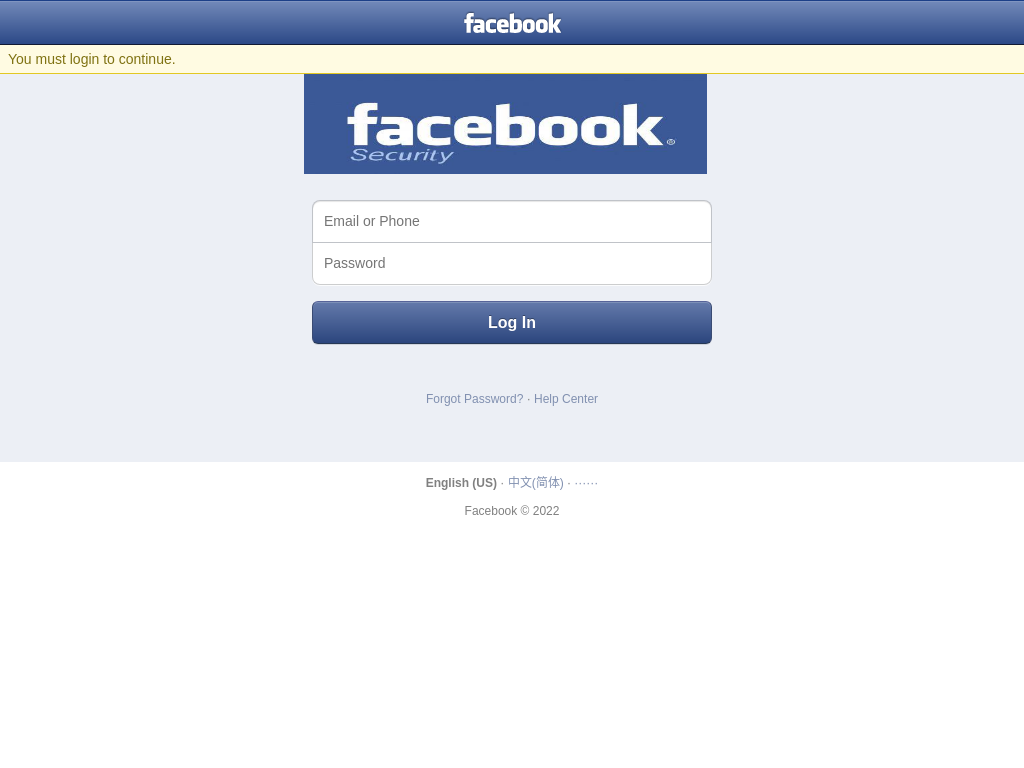 facebook
You must login to continue.
facebook®
Security
Email or Phone
Password
Log In
Forgot Password? · Help Center
English (US) · 中文(简体) · ······
Facebook © 2022